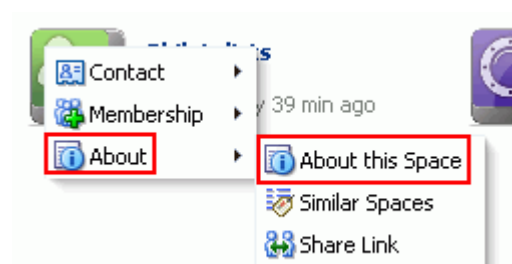 s
Contact
39 min ago
Membership
About
About this Space
Similar Spaces
Share Link